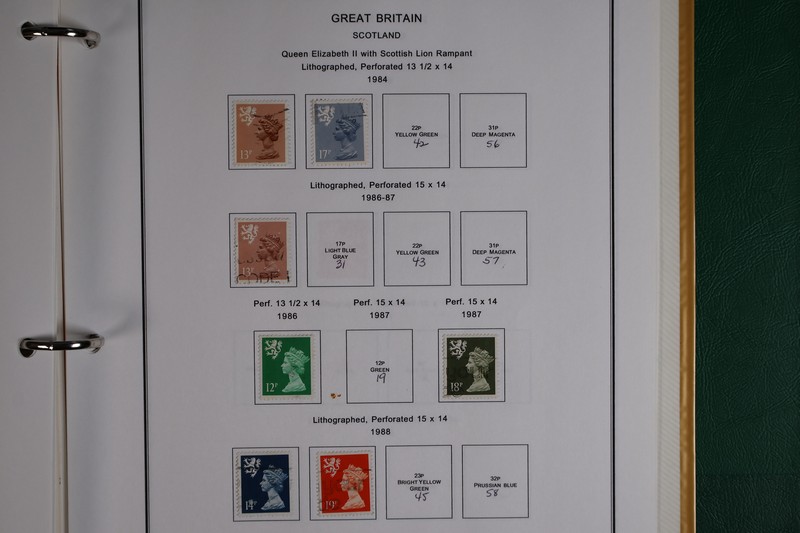 GREAT BRITAIN
SCOTLAND
Queen Elizabeth II with Scottish Lion Rampant
Lithographed, Perforated 13 1/2 x 14
1984
13P
17P
22P
YELLOW GREEN
42
31P
DEEP MAGENTA
56
Lithographed, Perforated 15 x 14
1986-87
13P
17P
LIGHT BLUE
GRAY
31
22P
YELLOW GREEN
43
31P
DEEP MAGENTA
57
Perf. 13 1/2 x 14 Perf. 15 x 14 Perf. 15 x 14
1986 1987 1987
12P
12P
GREEN
19
18P
Lithographed, Perforated 15 x 14
1988
14P
19P
23P
BRIGHT YELLOW
GREEN
45
32P
PRUSSIAN BLUE
58